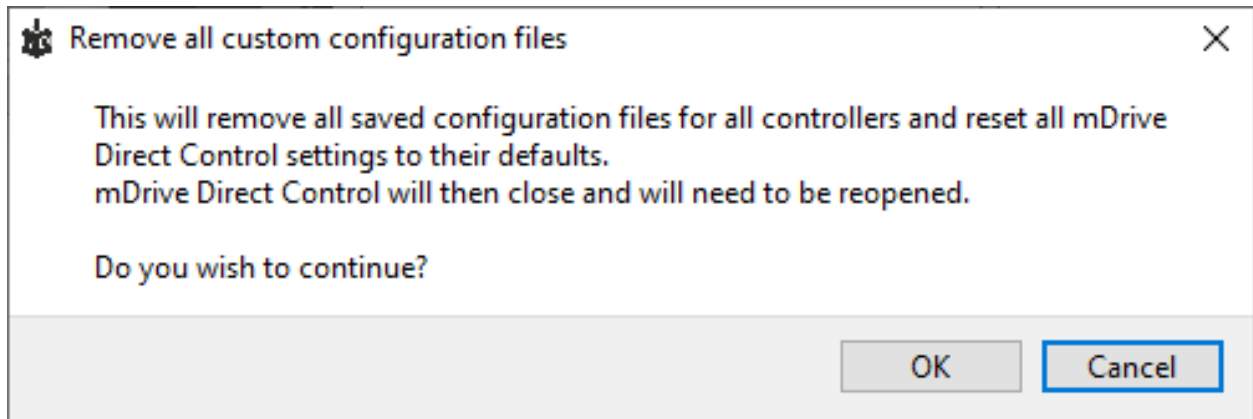 Remove all custom configuration files
This will remove all saved configuration files for all controllers and reset all mDrive
Direct Control settings to their defaults.
mDrive Direct Control will then close and will need to be reopened.
Do you wish to continue?
OK
Cancel